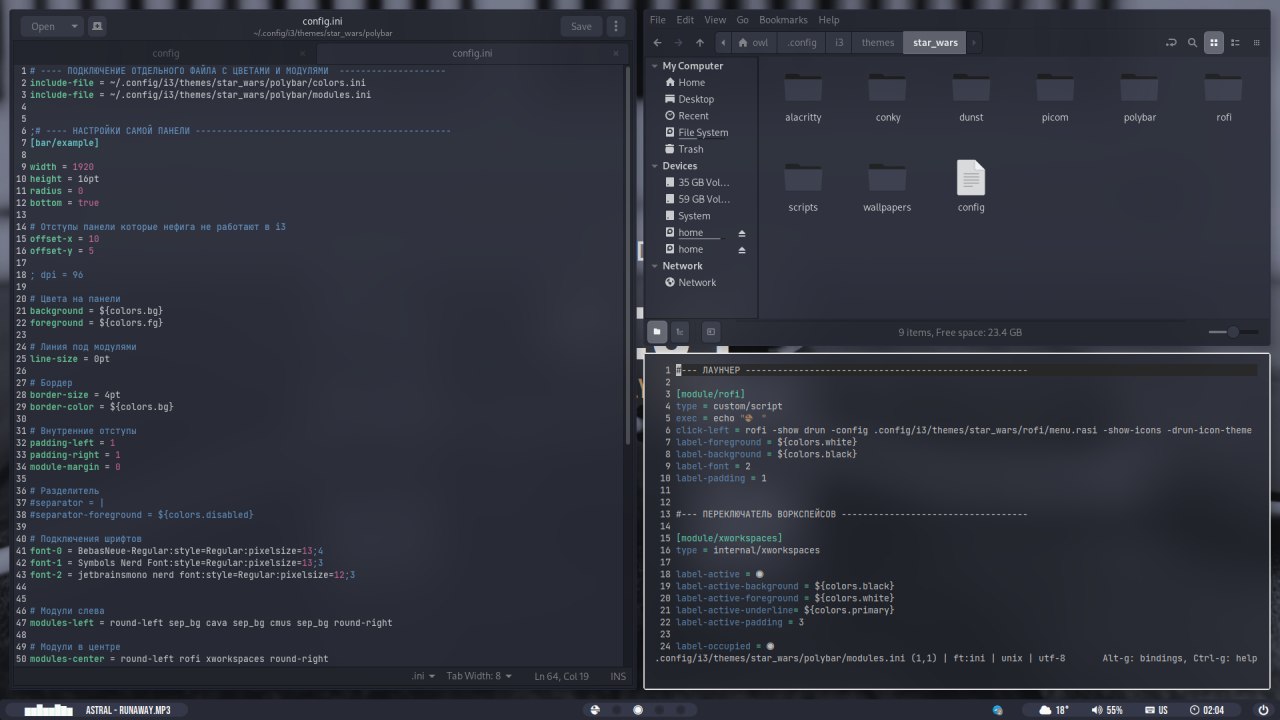 Open
config.ini
~/.config/i3/themes/star_wars/polybar
Save
config
config.ini
1 # ---- ПОДКЛЮЧЕНИЕ ОТДЕЛЬНОГО ФАЙЛА С ЦВЕТАМИ И МОДУЛЯМИ --------------------
2 include-file = ~/.config/i3/themes/star_wars/polybar/colors.ini
3 include-file = ~/.config/i3/themes/star_wars/polybar/modules.ini
4
5
6 ;# ---- НАСТРОЙКИ САМОЙ ПАНЕЛИ ------------------------------------------------
7 [bar/example]
8
9 width = 1920
10 height = 16pt
11 radius = 0
12 bottom = true
13
14 # Отступы панели которые нефига не работают в i3
15 offset-x = 10
16 offset-y = 5
17
18 ; dpi = 96
19
20 # Цвета на панели
21 background = ${colors.bg}
22 foreground = ${colors.fg}
23
24 # Линия под модулями
25 line-size = 0pt
26
27 # Бордер
28 border-size = 4pt
29 border-color = ${colors.bg}
30
31 # Внутренние отступы
32 padding-left = 1
33 padding-right = 1
34 module-margin = 0
35
36 # Разделитель
37 #separator = |
38 #separator-foreground = ${colors.disabled}
39
40 # Подключения шрифтов
41 font-0 = BebasNeue-Regular:style=Regular:pixelsize=13;4
42 font-1 = Symbols Nerd Font:style=Regular:pixelsize=13;3
43 font-2 = jetbrainsmono nerd font:style=Regular:pixelsize=12;3
44
45
46 # Модули слева
47 modules-left = round-left sep_bg cava sep_bg cmus sep_bg round-right
48
49 # Модули в центре
50 modules-center = round-left rofi xworkspaces round-right
.ini
Tab Width: 8
Ln 64, Col 19
INS
File Edit View Go Bookmarks Help
owl .config i3 themes star_wars
My Computer
Home
Desktop
Recent
File System
Trash
Devices
35 GB Vol...
59 GB Vol...
System
home
home
Network
Network
alacritty conky dunst picom polybar rofi
scripts wallpapers config
9 items, Free space: 23.4 GB
1 #--- ЛАУНЧЕР -----------------------------------------------------
2
3 [module/rofi]
4 type = custom/script
5 exec = echo " "
6 click-left = rofi -show drun -config .config/i3/themes/star_wars/rofi/menu.rasi -show-icons -drun-icon-theme
7 label-foreground = ${colors.white}
8 label-background = ${colors.black}
9 label-font = 2
10 label-padding = 1
11
12
13 #--- ПЕРЕКЛЮЧАТЕЛЬ ВОРКСПЕЙСОВ -----------------------------------
14
15 [module/xworkspaces]
16 type = internal/xworkspaces
17
18 label-active =
19 label-active-background = ${colors.black}
20 label-active-foreground = ${colors.white}
21 label-active-underline= ${colors.primary}
22 label-active-padding = 3
23
24 label-occupied =
.config/i3/themes/star_wars/polybar/modules.ini (1,1) | ft:ini | unix | utf-8 Alt-g: bindings, Ctrl-g: help
ASTRAL - RUNAWAY.MP3
18°
55%
US
02:04